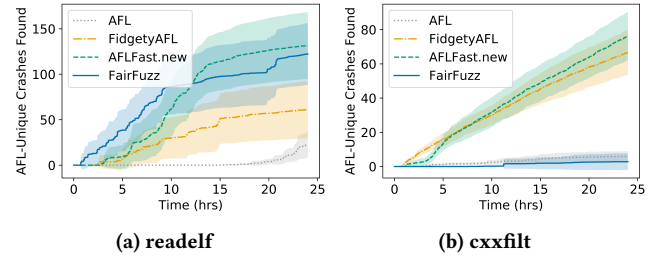 AFL-Unique Crashes Found
150
100
50
0
AFL
FidgetyAFL
AFLFast.new
FairFuzz
0 5 10 15 20 25
Time (hrs)
(a) readelf
AFL-Unique Crashes Found
80
60
40
20
0
AFL
FidgetyAFL
AFLFast.new
FairFuzz
0 5 10 15 20 25
Time (hrs)
(b) cxxfilt